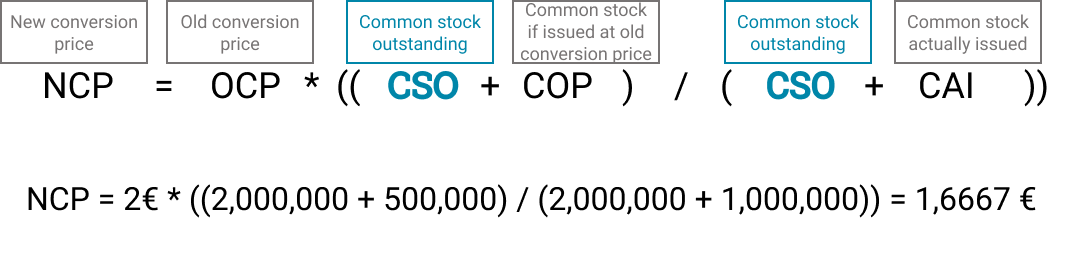 New conversion
price
Old conversion
price
Common stock
outstanding
Common stock
if issued at old
conversion price
Common stock
outstanding
Common stock
actually issued
NCP = OCP * (( CSO + COP ) / ( CSO + CAI ))
NCP = 2€ * ((2,000,000 + 500,000) / (2,000,000 + 1,000,000)) = 1,6667 €